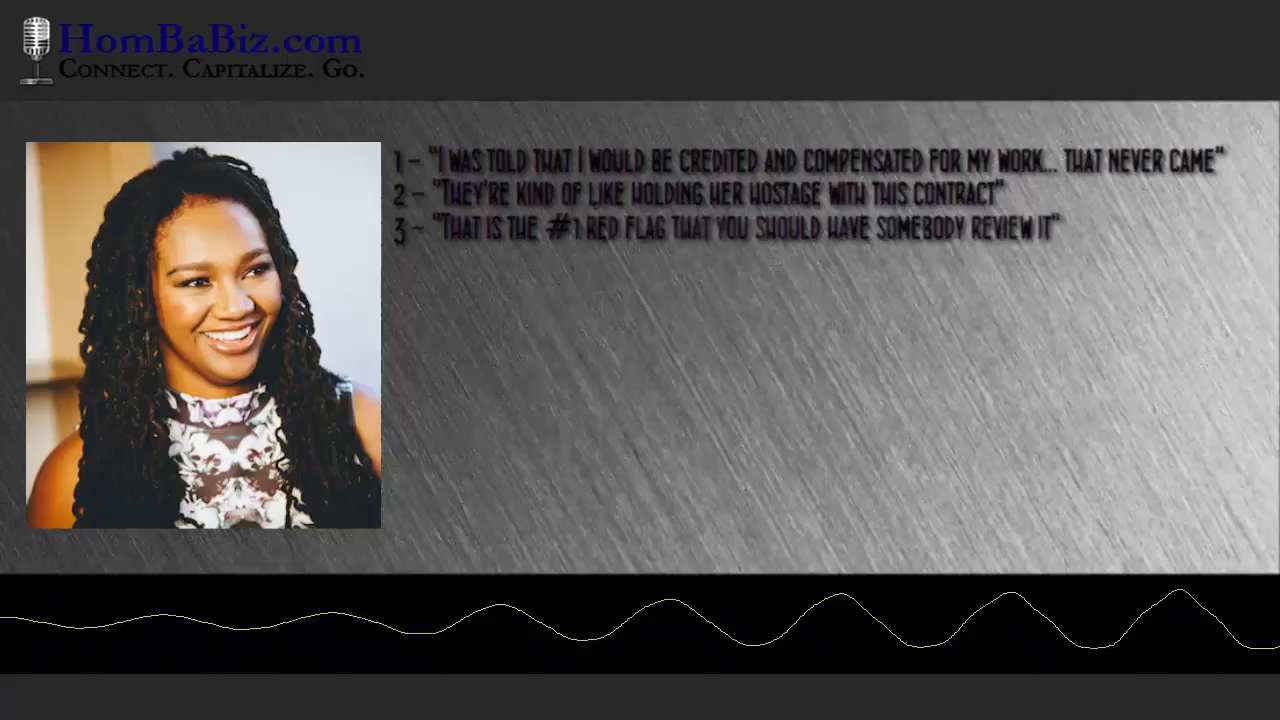 HomBaBiz.com
Connect. Capitalize. Go.
1 – "I WAS TOLD THAT I WOULD BE CREDITED AND COMPENSATED FOR MY WORK... THAT NEVER CAME"
2 – "THEY'RE KIND OF LIKE HOLDING HER HOSTAGE WITH THIS CONTRACT"
3 – "THAT IS THE #1 RED FLAG THAT YOU SHOULD HAVE SOMEBODY REVIEW IT"